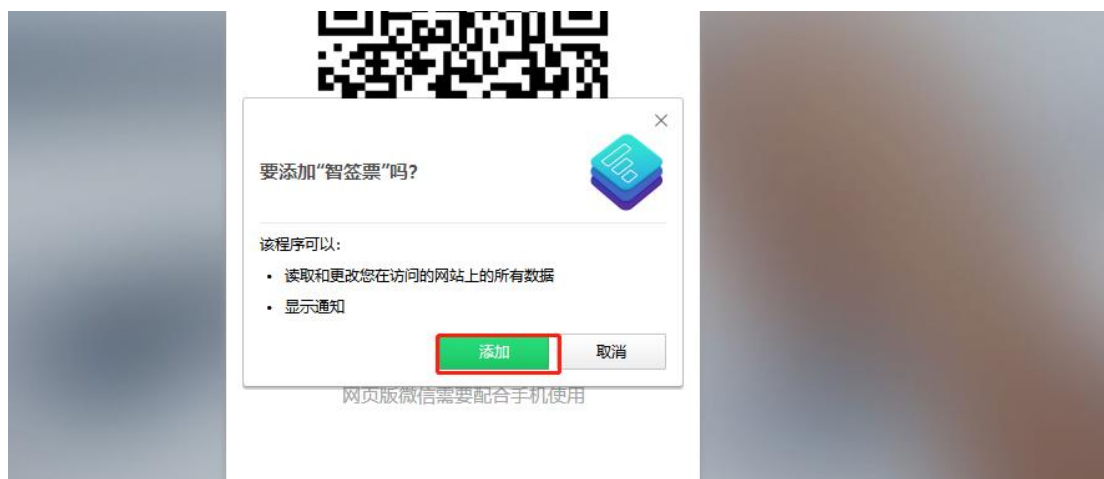 要添加“智签票”吗?
该程序可以:
• 读取和更改您在访问的网站上的所有数据
• 显示通知
添加
取消
网页版微信需要配合手机使用